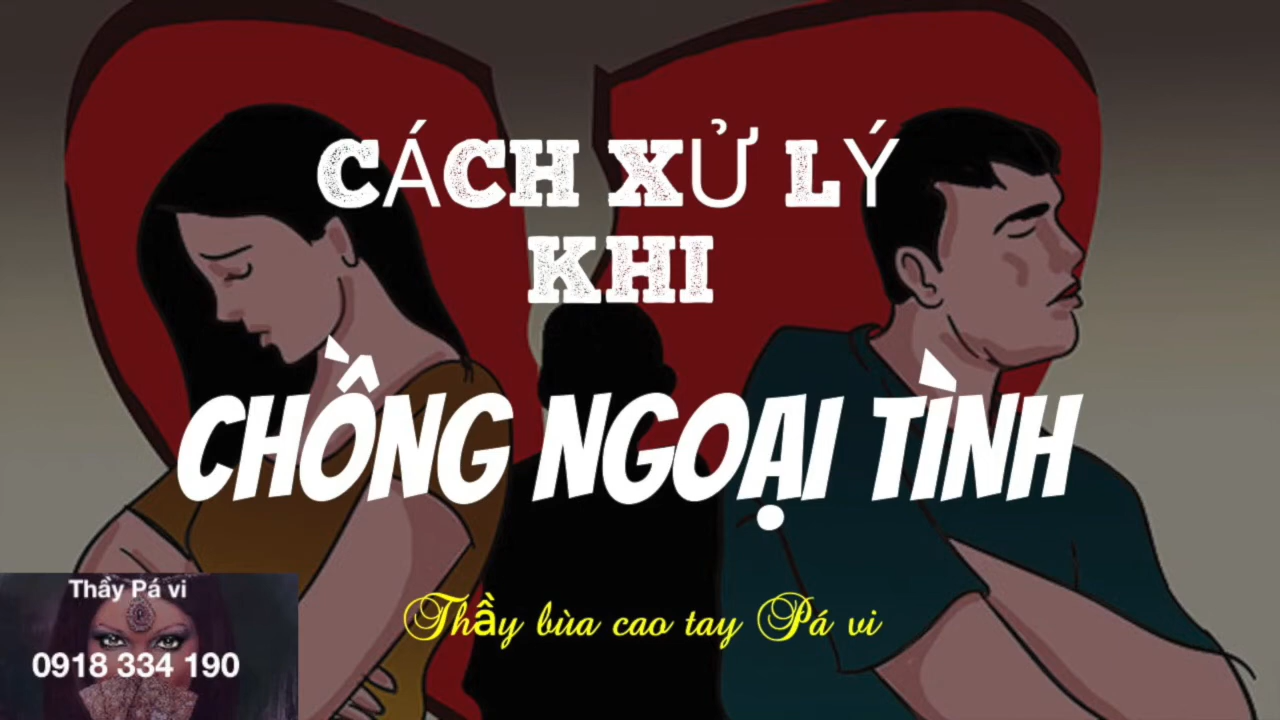 CÁCH XỬ LÝ
KHI
CHỒNG NGOẠI TÌNH
Thầy bùa cao tay Pá vi
Thầy Pá vi
0918 334 190